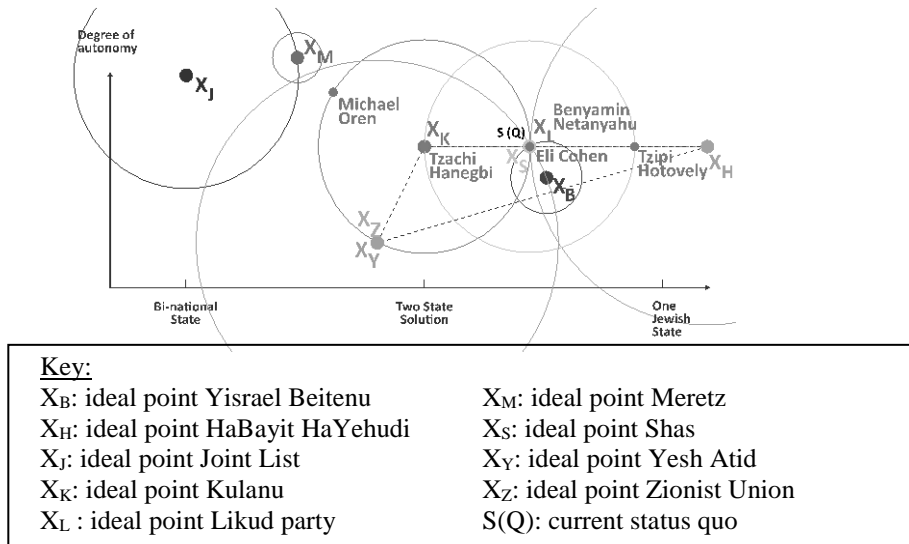 Degree of
autonomy
X_J
X_M
Michael
Oren
X_K
Tzachi
Hanegbi
S (Q)
X_L
Benyamin
Netanyahu
X_S
Eli Cohen
Tzipi
Hotovely
X_H
X_B
X_Z
X_Y
Bi-national
State
Two State
Solution
One
Jewish
State
Key:
X_B: ideal point Yisrael Beitenu
X_H: ideal point HaBayit HaYehudi
X_J: ideal point Joint List
X_K: ideal point Kulanu
X_L : ideal point Likud party
X_M: ideal point Meretz
X_S: ideal point Shas
X_Y: ideal point Yesh Atid
X_Z: ideal point Zionist Union
S(Q): current status quo